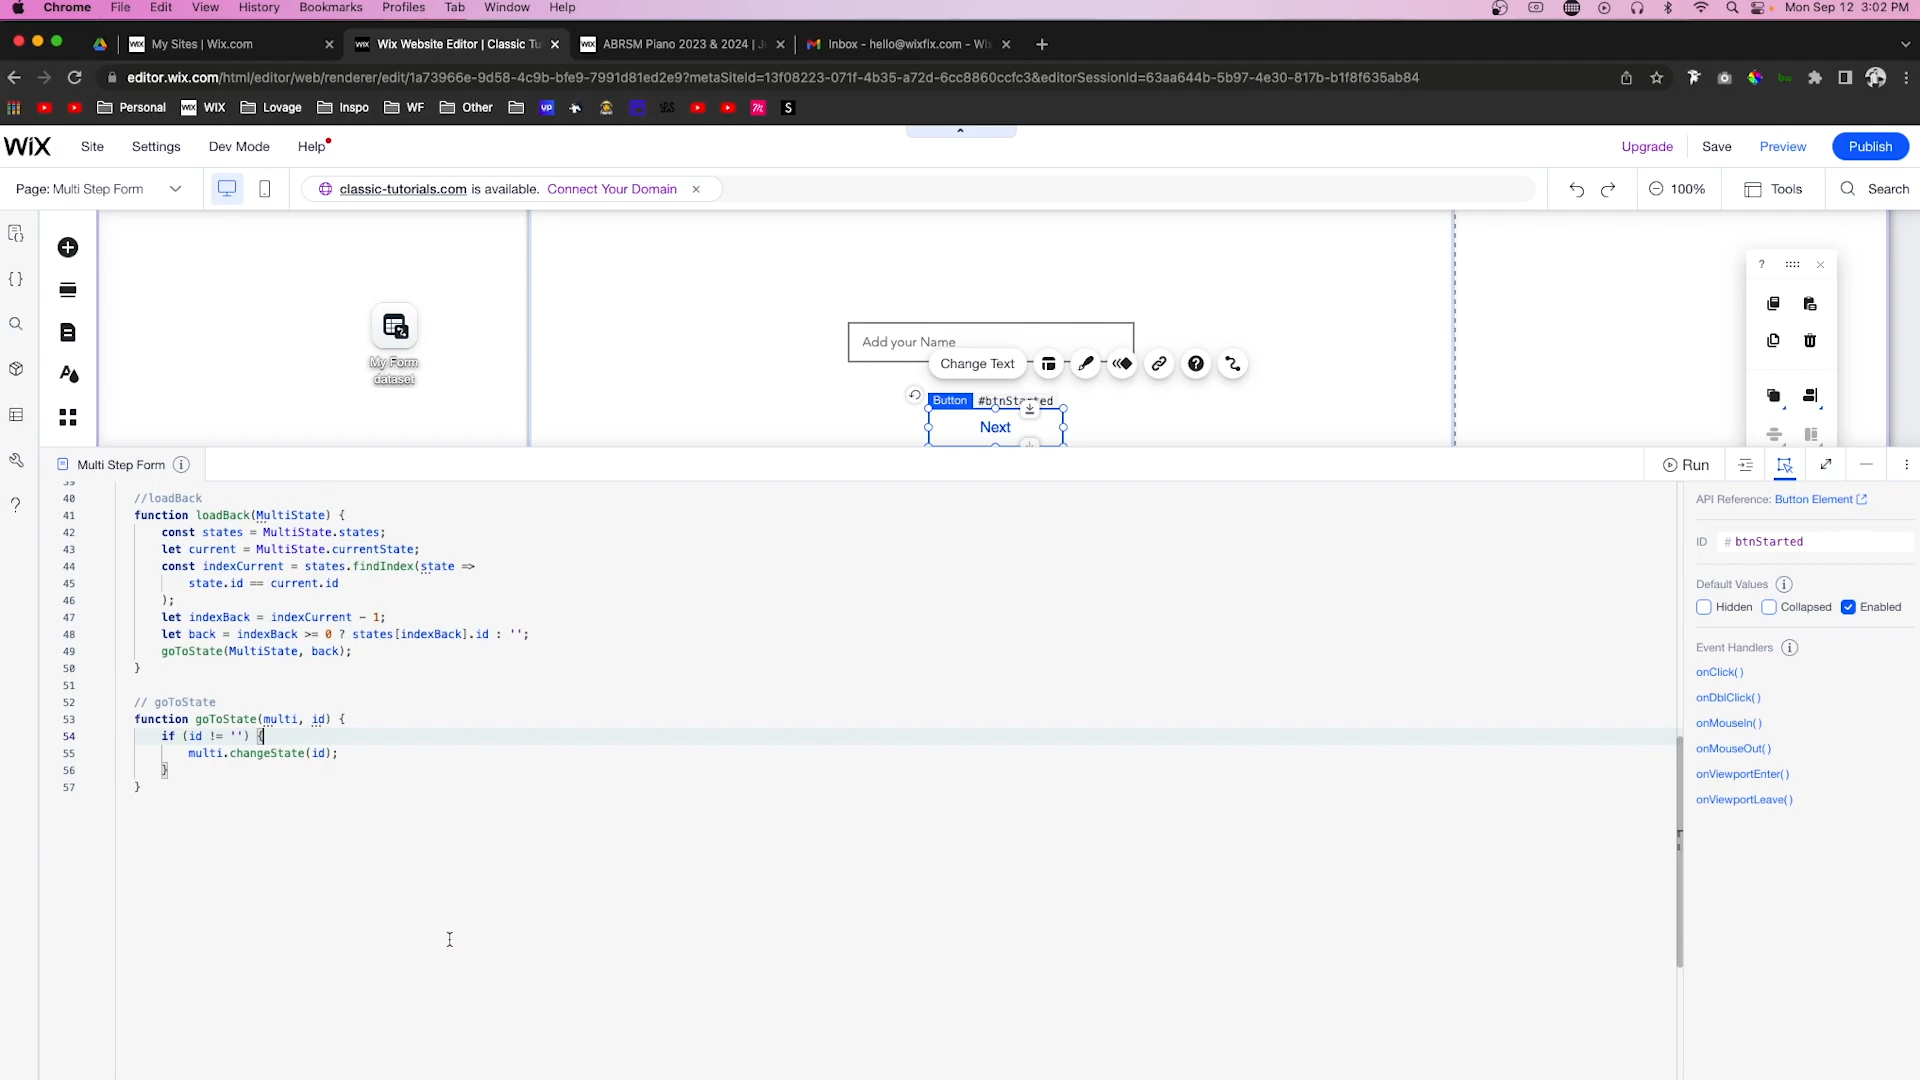 Chrome File Edit View History Bookmarks Profiles Tab Window Help Mon Sep 12 3:02 PM
WIX My Sites | Wix.com WIX Wix Website Editor | Classic Tu WIX ABRSM Piano 2023 & 2024 | Inbox - hello@wixfix.com - Wi
editor.wix.com/html/editor/web/renderer/edit/1a73966e-9d58-4c9b-bfe9-7991d81ed2e9?metaSiteId=13f08223-071f-4b35-a72d-6cc8860ccfc3&editorSessionId=63aa644b-5b97-4e30-817b-b1f8f635ab84
Personal WIX WIX Lovage Inspo WF Other up S
WIX Site Settings Dev Mode Help Upgrade Save Preview Publish
Page: Multi Step Form classic-tutorials.com is available. Connect Your Domain 100% Tools Search
My Form
dataset
Add your Name
Change Text
Button #btnStarted
Next
Multi Step Form Run
39
40 //loadBack
41 function loadBack(MultiState) {
42 const states = MultiState.states;
43 let current = MultiState.currentState;
44 const indexCurrent = states.findIndex(state =>
45 state.id == current.id
46 );
47 let indexBack = indexCurrent - 1;
48 let back = indexBack >= 0 ? states[indexBack].id : '';
49 goToState(MultiState, back);
50 }
51
52 // goToState
53 function goToState(multi, id) {
54 if (id != '') {
55 multi.changeState(id);
56 }
57 }
API Reference: Button Element
ID # btnStarted
Default Values
Hidden Collapsed Enabled
Event Handlers
onClick()
onDblClick()
onMouseIn()
onMouseOut()
onViewportEnter()
onViewportLeave()